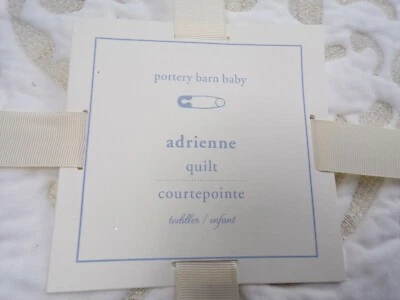 pottery barn baby
adrienne
quilt
courtepointe
toddler / enfant